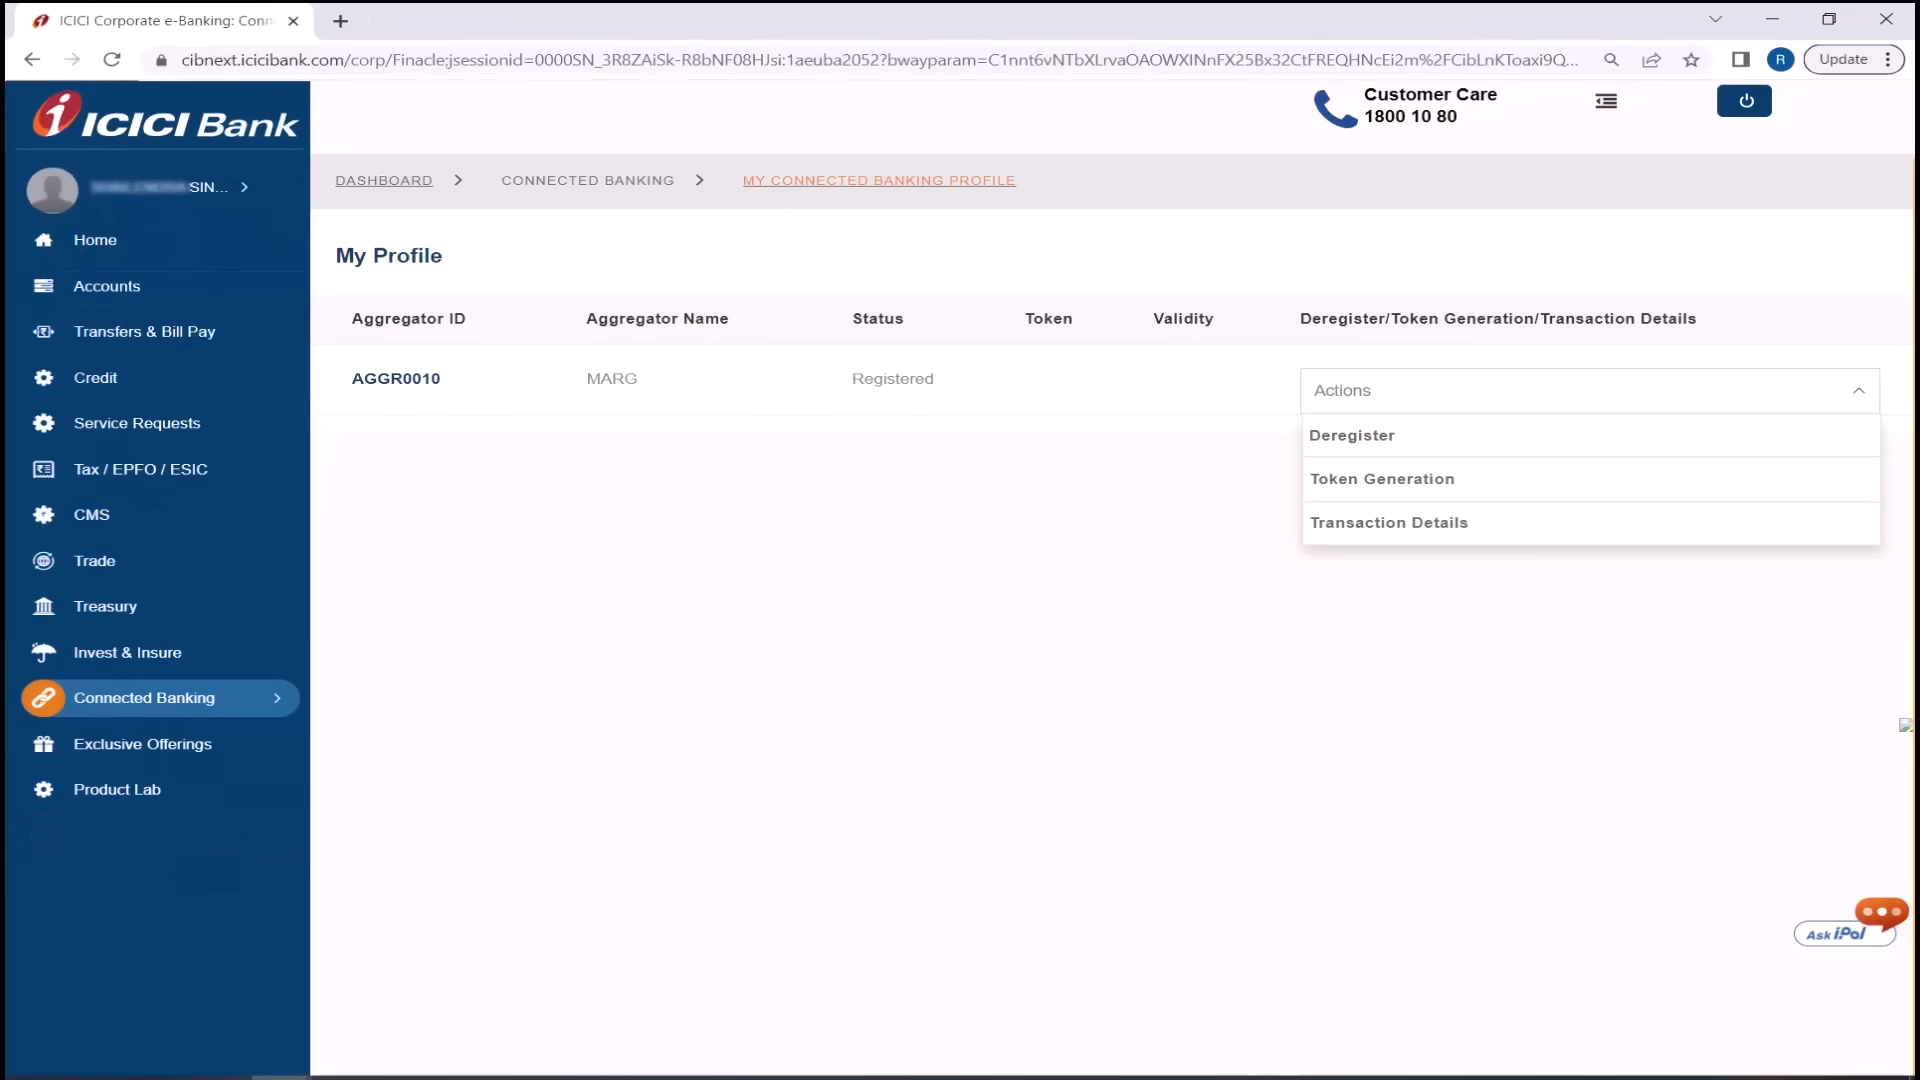 ICICI Corporate e-Banking: Conn
cibnext.icicibank.com/corp/Finacle;jsessionid=0000SN_3R8ZAiSk-R8bNF08HJsi:1aeuba2052?bwayparam=C1nnt6vNTbXLrvaOAOWXINnFX25Bx32CtFREQHNcEi2m%2FCibLnKToaxi9Q...
R
Update
ICICI Bank
Customer Care
1800 10 80
SIN...
DASHBOARD > CONNECTED BANKING > MY CONNECTED BANKING PROFILE
Home
Accounts
Transfers & Bill Pay
Credit
Service Requests
Tax / EPFO / ESIC
CMS
Trade
Treasury
Invest & Insure
Connected Banking
Exclusive Offerings
Product Lab
My Profile
Aggregator ID Aggregator Name Status Token Validity Deregister/Token Generation/Transaction Details
AGGR0010 MARG Registered Actions
Deregister
Token Generation
Transaction Details
Ask iPal